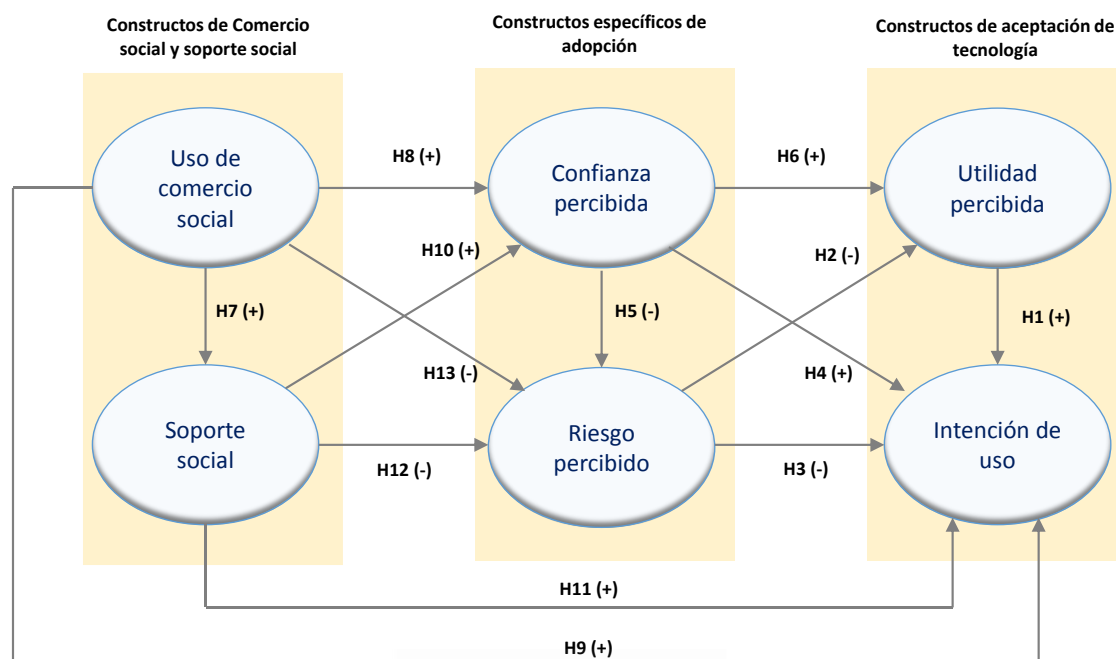 Constructos de Comercio
social y soporte social
Constructos específicos de
adopción
Constructos de aceptación de
tecnología
Uso de
comercio
social
H8 (+)
Confianza
percibida
H6 (+)
Utilidad
percibida
H10 (+)
H2 (-)
H7 (+)
H5 (-)
H1 (+)
H13 (-)
H4 (+)
Soporte
social
H12 (-)
Riesgo
percibido
H3 (-)
Intención de
uso
H11 (+)
H9 (+)